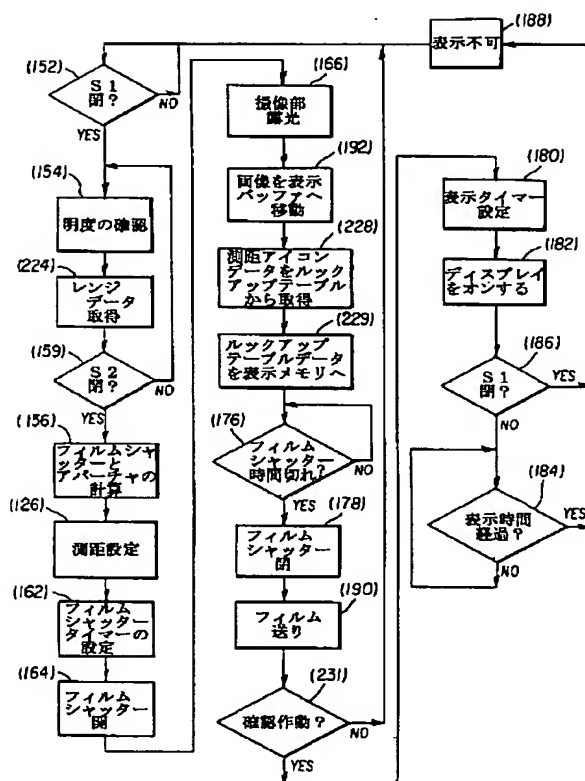 (152)
S1
閉?
NO
YES
(154)
明度の確認
(224)
レンジ
データ
取得
(159)
S2
閉?
NO
YES
(156)
フィルムシャ
ッターと
アパーチャの
計算
(126)
測距設定
(162)
フィルム
シャッター
タイマーの
設定
(164)
フィルム
シャッター
開
(166)
撮像部
露光
(192)
画像を表示
バッファへ
移動
(228)
測距アイコン
データをルック
アップテーブル
から取得
(229)
ルックアップ
テーブルデータ
を表示メモリへ
(176)
フィルム
シャッター
時間切れ?
NO
YES
(178)
フィルム
シャッター
閉
(190)
フィルム
送り
(231)
確認作動?
NO
YES
(188)
表示不可
(180)
表示タイマー
設定
(182)
ディスプレイ
をオンする
(186)
S1
閉?
YES
NO
(184)
表示時間
経過?
YES
NO